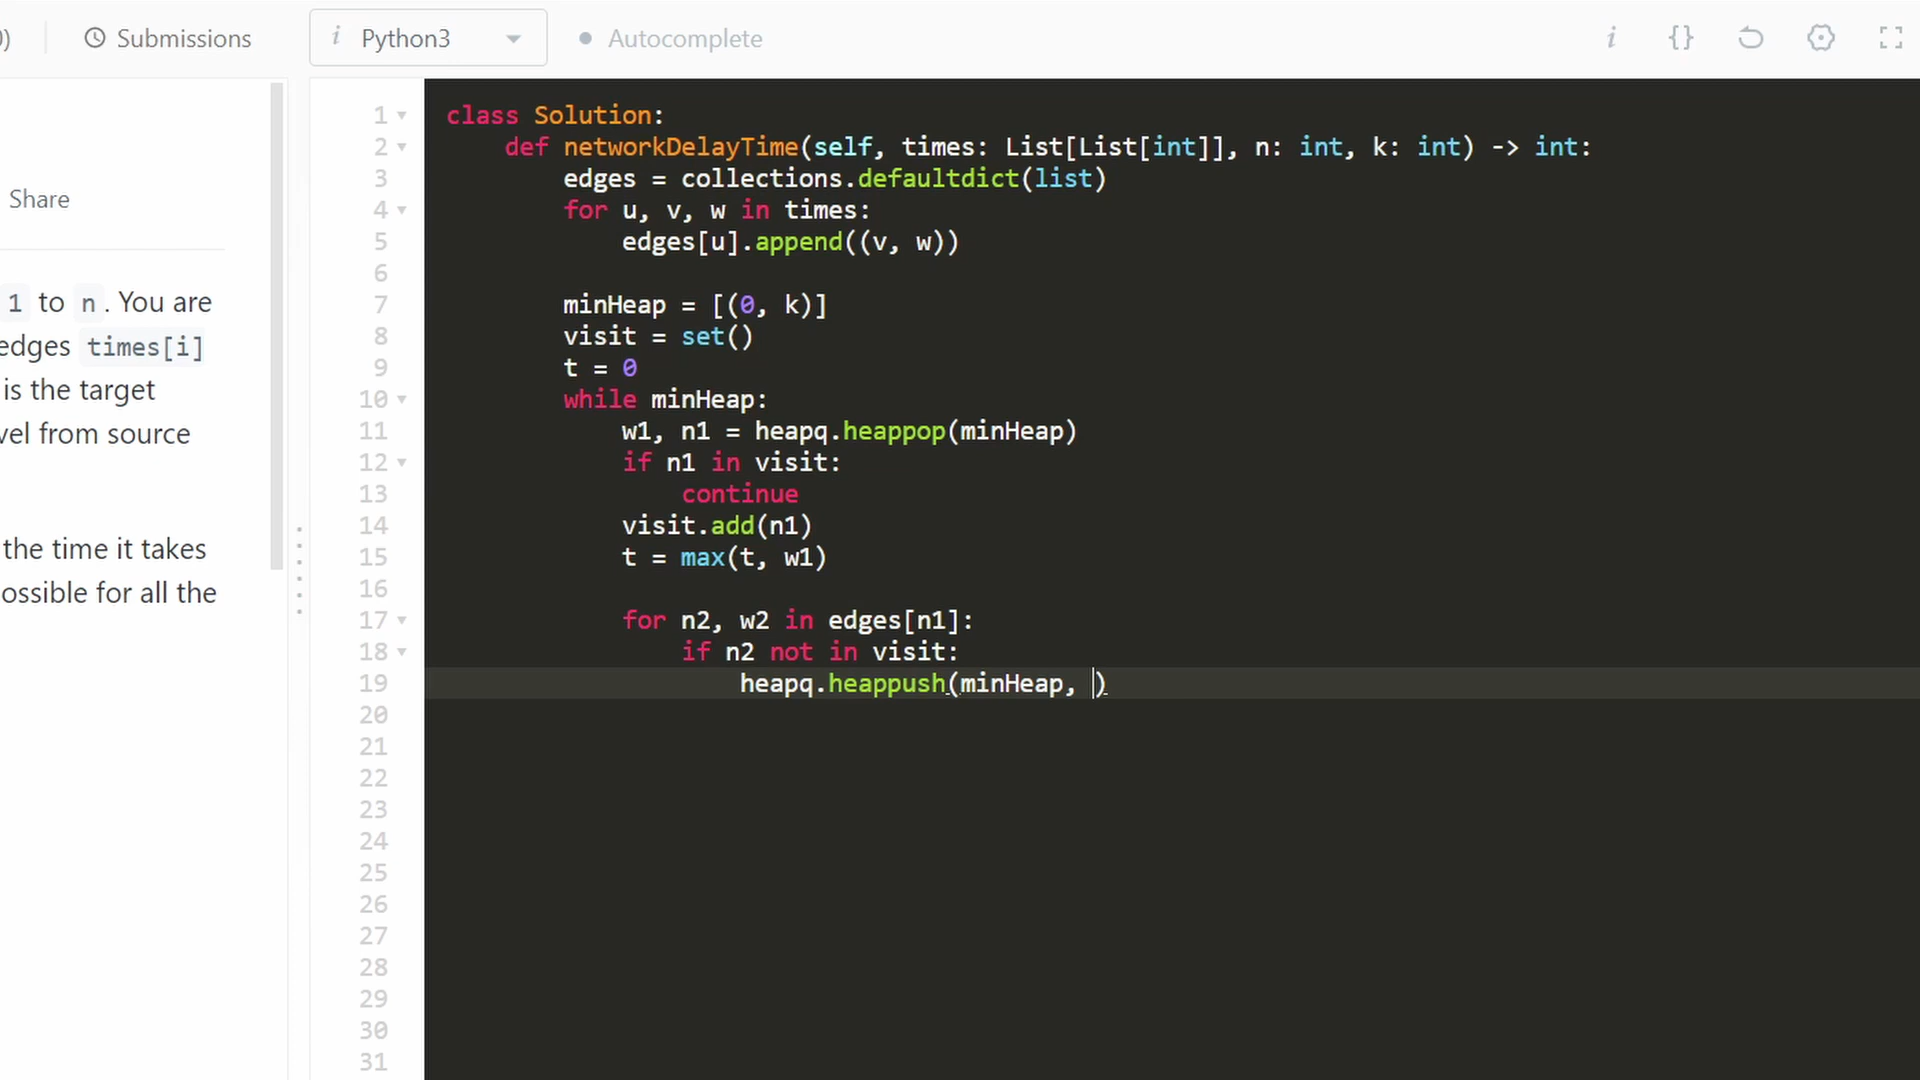 0)
Submissions
i Python3
Autocomplete
i {}
Share
1 to n. You are
edges times[i]
is the target
vel from source
the time it takes
ossible for all the
1 class Solution:
2 def networkDelayTime(self, times: List[List[int]], n: int, k: int) -> int:
3 edges = collections.defaultdict(list)
4 for u, v, w in times:
5 edges[u].append((v, w))
6
7 minHeap = [(0, k)]
8 visit = set()
9 t = 0
10 while minHeap:
11 w1, n1 = heapq.heappop(minHeap)
12 if n1 in visit:
13 continue
14 visit.add(n1)
15 t = max(t, w1)
16
17 for n2, w2 in edges[n1]:
18 if n2 not in visit:
19 heapq.heappush(minHeap, )
20
21
22
23
24
25
26
27
28
29
30
31